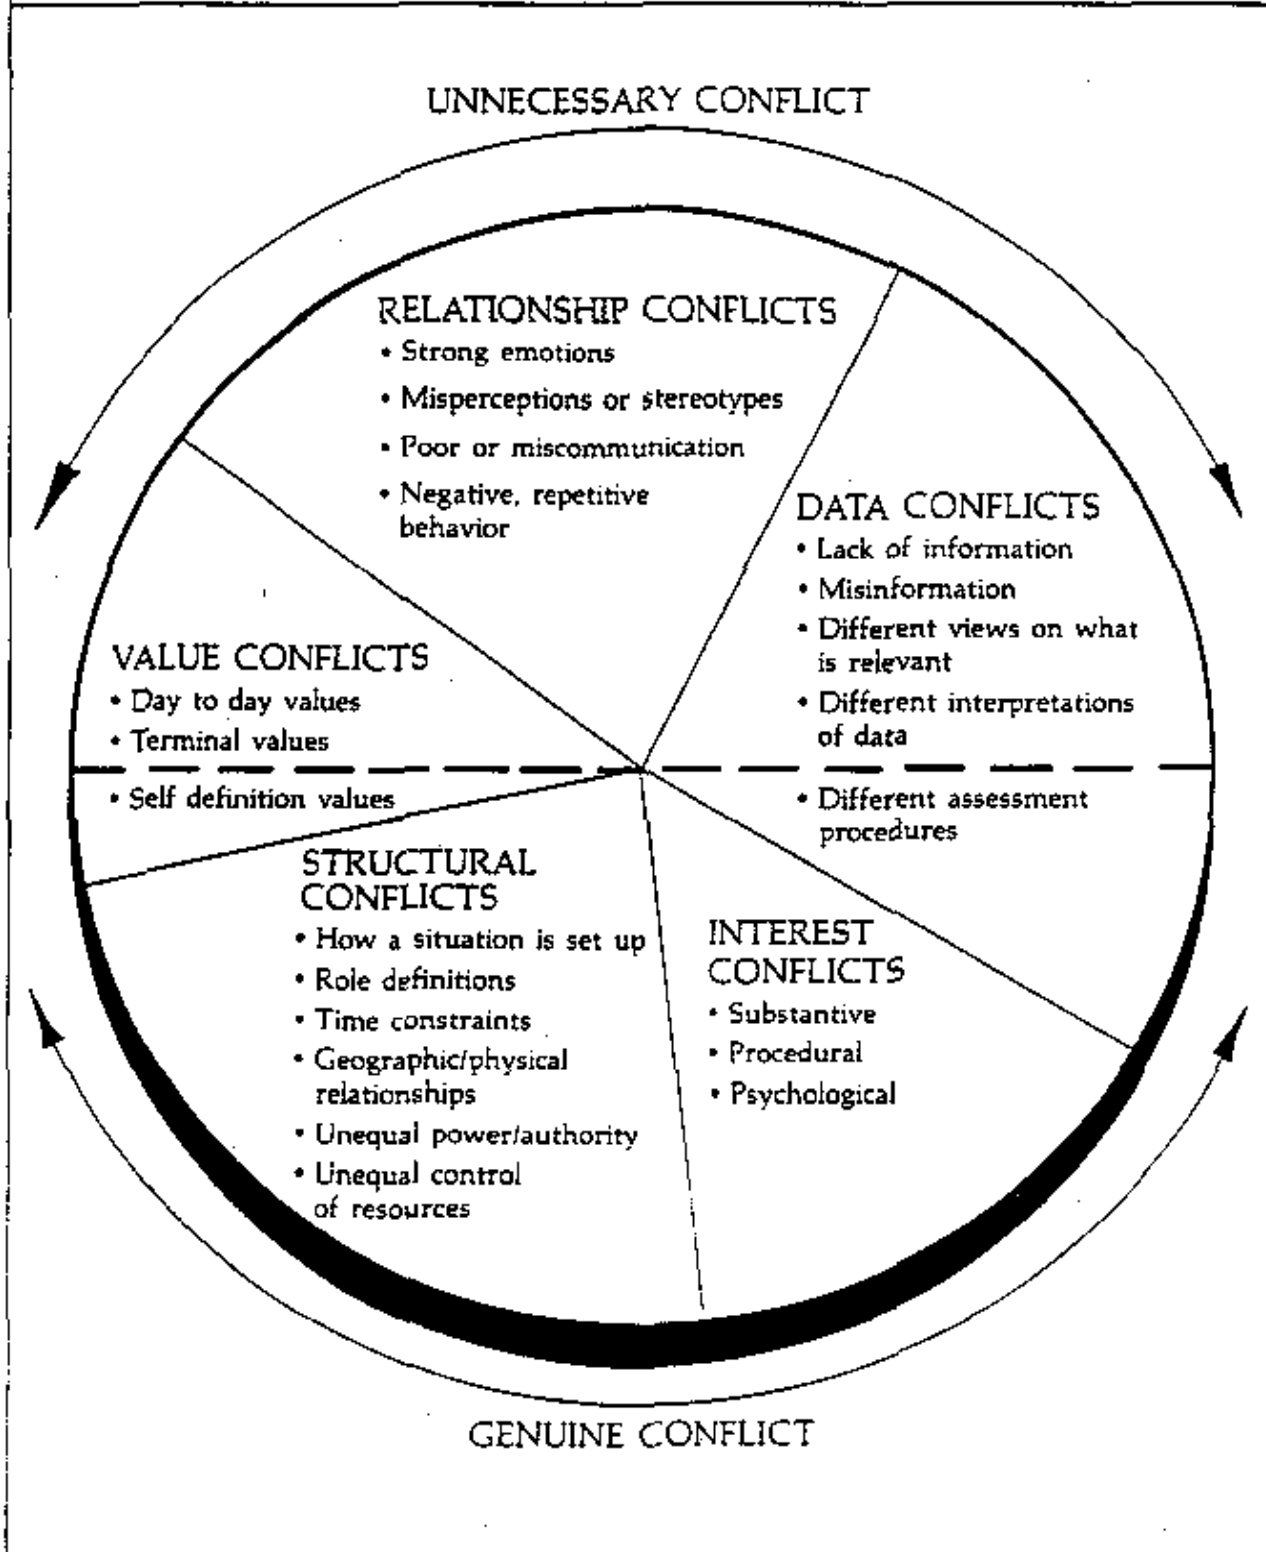 UNNECESSARY CONFLICT
RELATIONSHIP CONFLICTS
• Strong emotions
• Misperceptions or stereotypes
• Poor or miscommunication
• Negative, repetitive
behavior
DATA CONFLICTS
• Lack of information
• Misinformation
• Different views on what
is relevant
• Different interpretations
of data
• Different assessment
procedures
VALUE CONFLICTS
• Day to day values
• Terminal values
• Self definition values
STRUCTURAL
CONFLICTS
• How a situation is set up
• Role definitions
• Time constraints
• Geographic/physical
relationships
• Unequal power/authority
• Unequal control
of resources
INTEREST
CONFLICTS
• Substantive
• Procedural
• Psychological
GENUINE CONFLICT